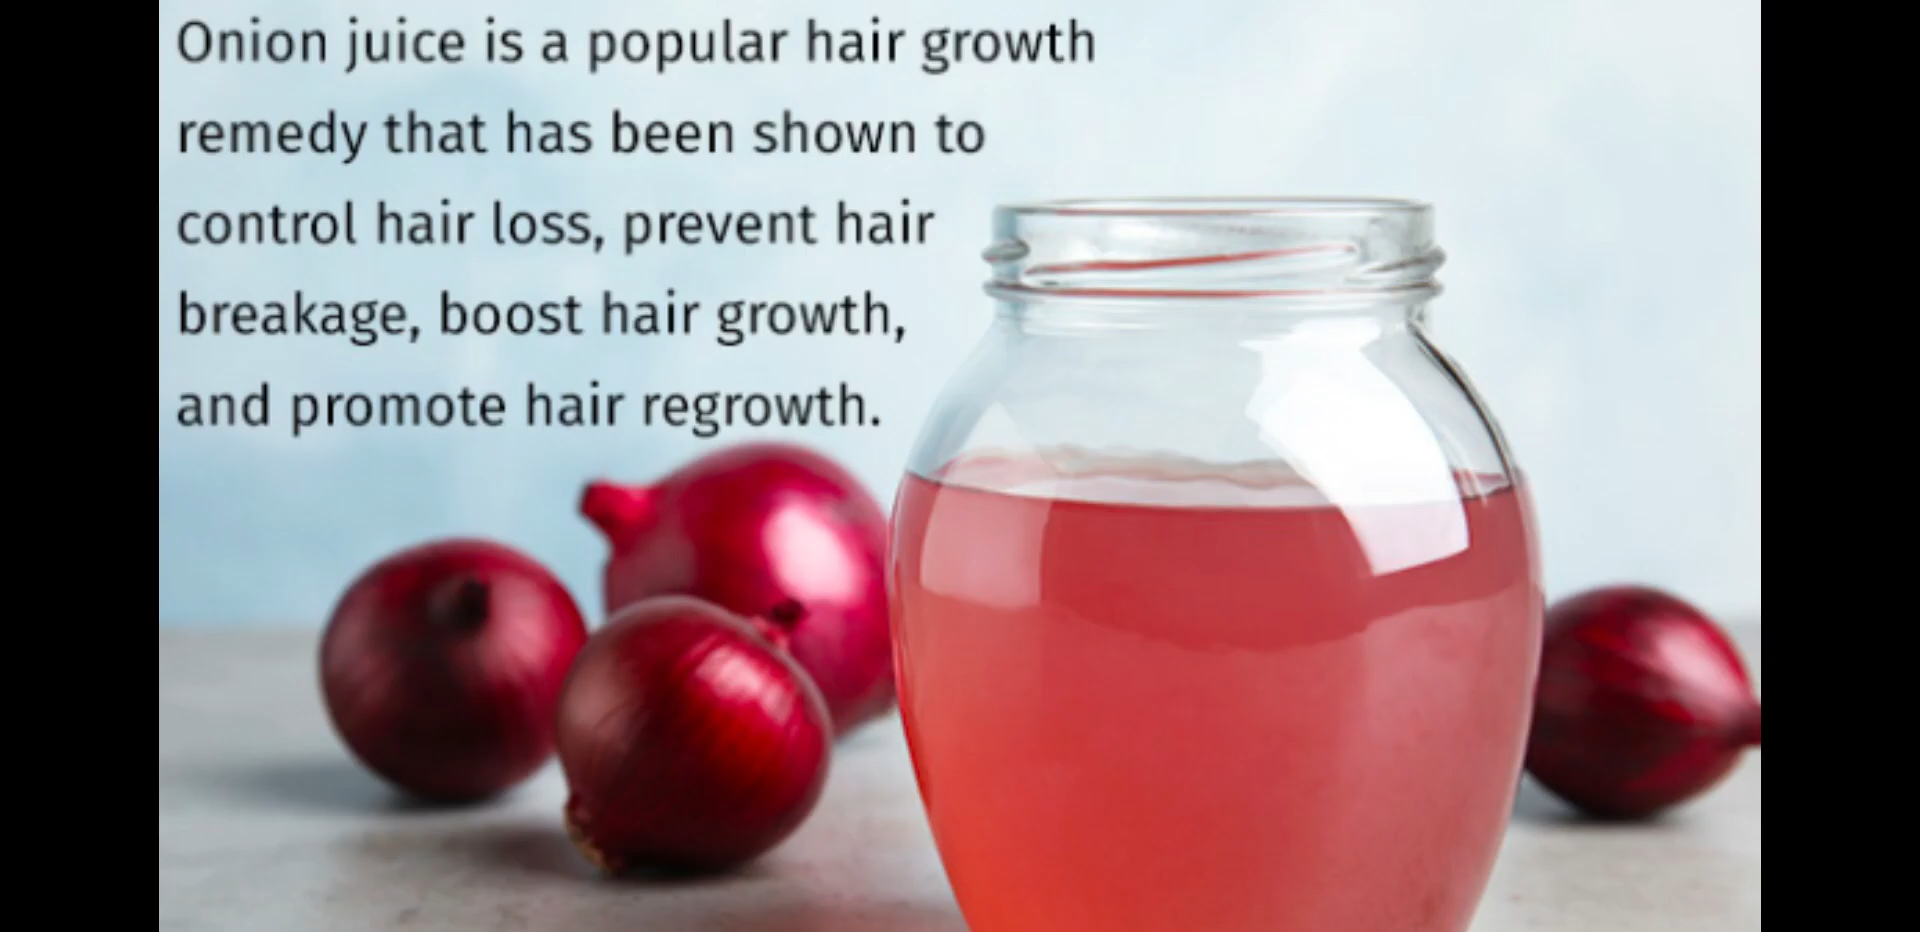 Onion juice is a popular hair growth
remedy that has been shown to
control hair loss, prevent hair
breakage, boost hair growth,
and promote hair regrowth.